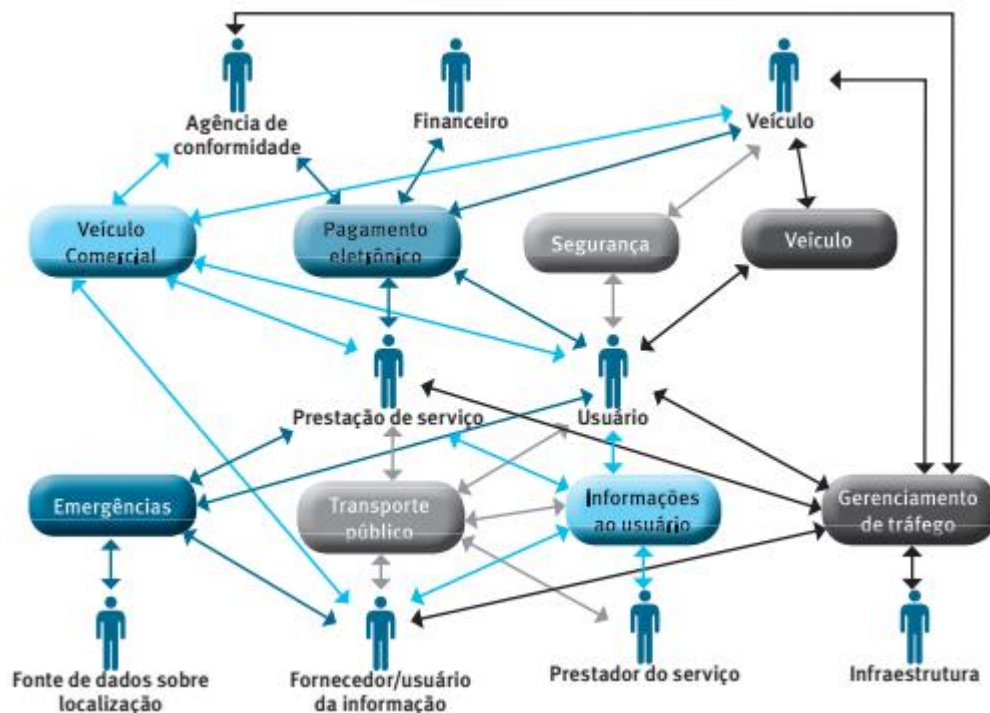 Agência de
conformidade
Financeiro
Veículo
Veículo
Comercial
Pagamento
eletrônico
Segurança
Veículo
Prestação de serviço
Usuário
Emergências
Transporte
público
Informações
ao usuário
Gerenciamento
de tráfego
Fonte de dados sobre
localização
Fornecedor/usuário
da informação
Prestador do serviço
Infraestrutura